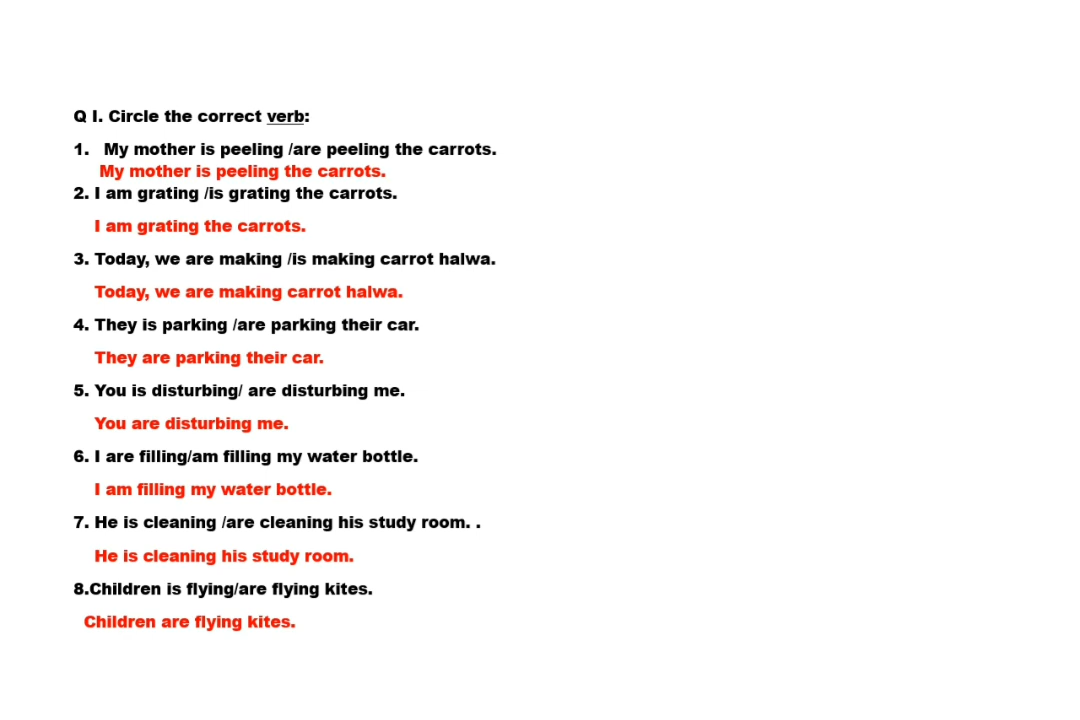 Q I. Circle the correct verb:
1. My mother is peeling /are peeling the carrots.
My mother is peeling the carrots.
2. I am grating /is grating the carrots.
I am grating the carrots.
3. Today, we are making /is making carrot halwa.
Today, we are making carrot halwa.
4. They is parking /are parking their car.
They are parking their car.
5. You is disturbing/ are disturbing me.
You are disturbing me.
6. I are filling/am filling my water bottle.
I am filling my water bottle.
7. He is cleaning /are cleaning his study room. .
He is cleaning his study room.
8.Children is flying/are flying kites.
Children are flying kites.